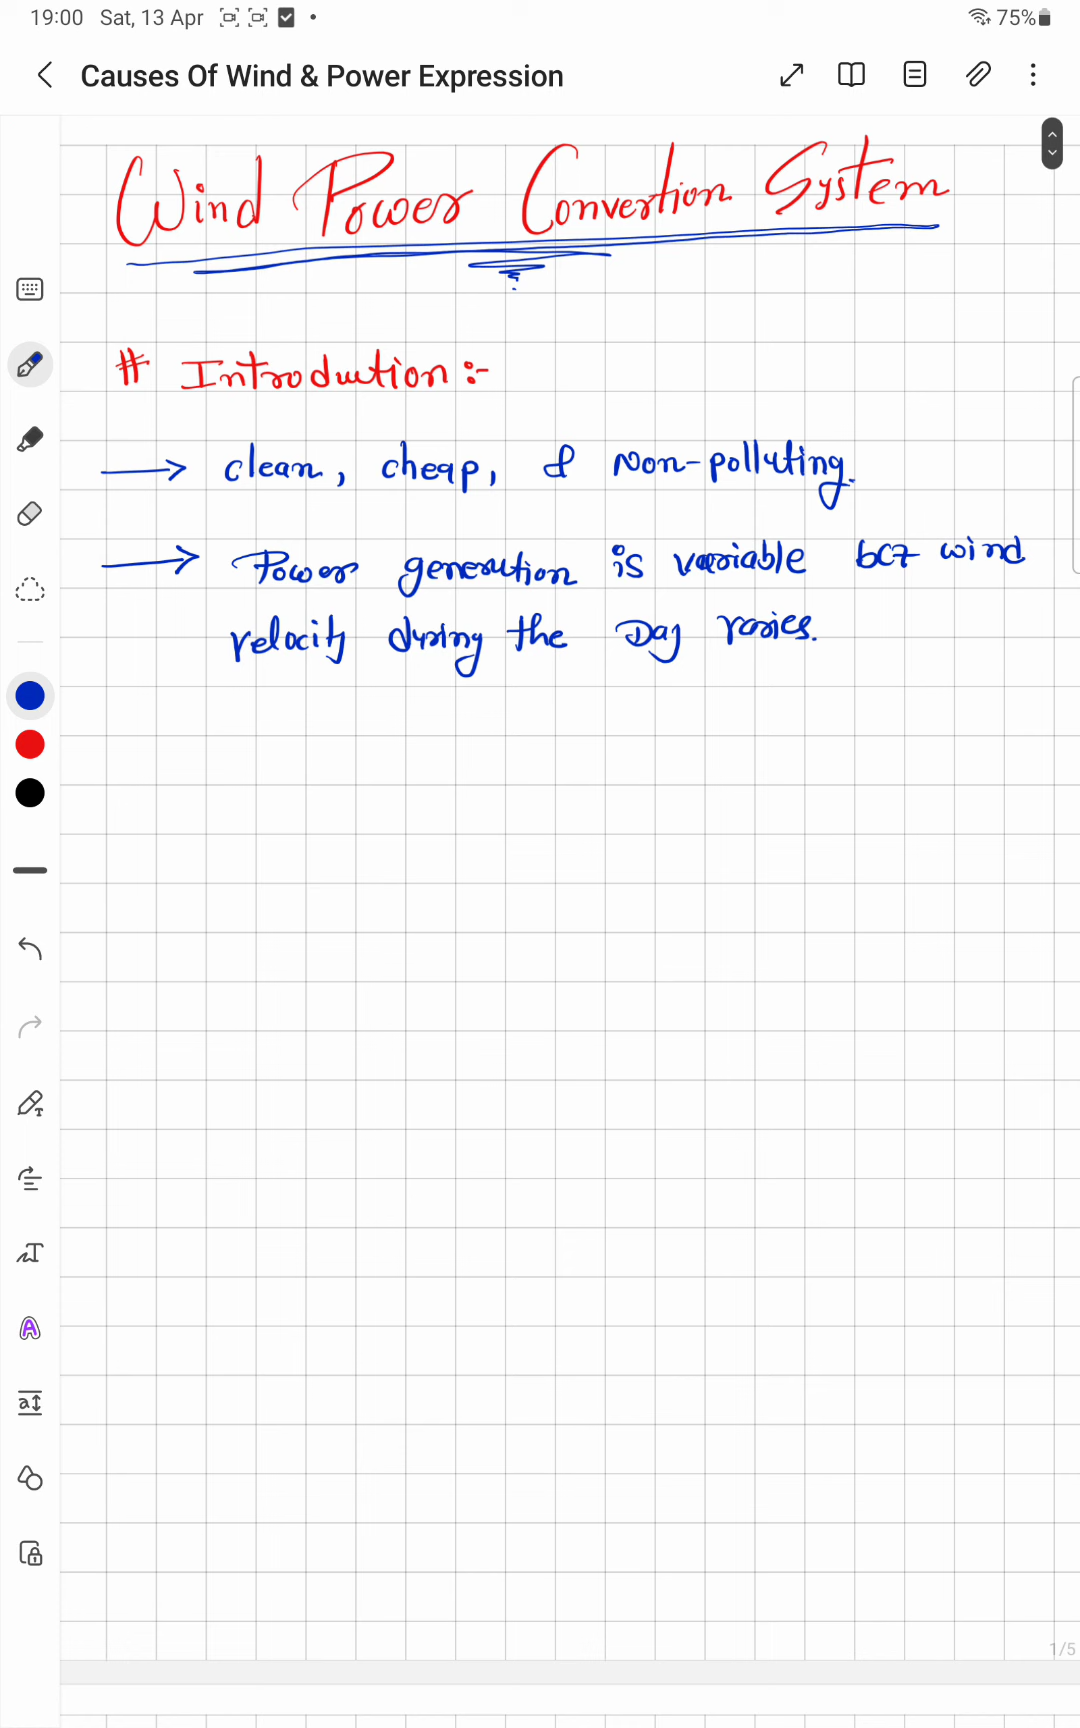 19:00 Sat, 13 Apr 75%
Causes Of Wind & Power Expression
Wind Power Convertion System
# Introduction :-
→ clean, cheap, & Non-polluting.
→ Power generation is variable bcz wind
velocity during the Day varies.
1/5